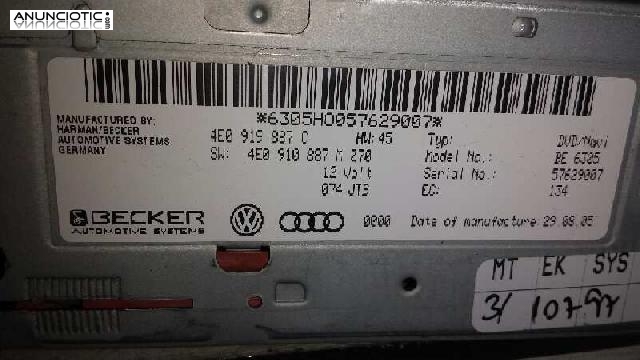 ANUNCIOTIC.com
*6305H0057629007*
MANUFACTURED BY:
HARMAN/BECKER
AUTOMOTIVE SYSTEMS
GERMANY
4E0 919 887 C HW: 45
SW: 4E0 910 887 M 270
12 Volt
074 JTS
Typ: DVD/Navi
Model No.: BE 6305
Serial No.: 57629007
EC: 134
BECKER
AUTOMOTIVE SYSTEMS
Audi
0000 Date of manufacture: 29.08.05
MT EK SYS
3/ 107